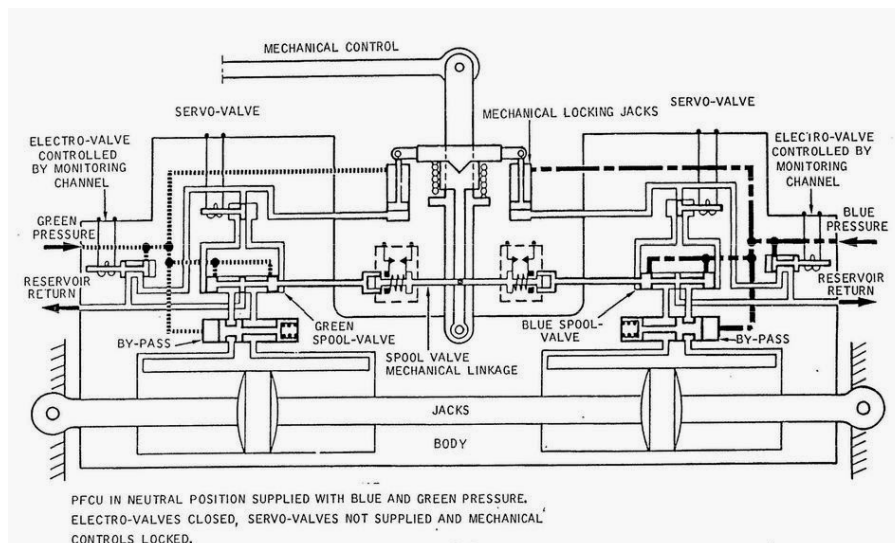 MECHANICAL CONTROL
SERVO-VALVE
MECHANICAL LOCKING JACKS
SERVO-VALVE
ELECTRO-VALVE
CONTROLLED
BY MONITORING
CHANNEL
ELECTRO-VALVE
CONTROLLED BY
MONITORING
CHANNEL
GREEN
PRESSURE
BLUE
PRESSURE
RESERVOIR
RETURN
RESERVOIR
RETURN
GREEN
SPOOL-VALVE
BLUE SPOOL-
VALVE
BY-PASS
SPOOL VALVE
MECHANICAL LINKAGE
BY-PASS
JACKS
BODY
PFCU IN NEUTRAL POSITION SUPPLIED WITH BLUE AND GREEN PRESSURE.
ELECTRO-VALVES CLOSED, SERVO-VALVES NOT SUPPLIED AND MECHANICAL
CONTROLS LOCKED.